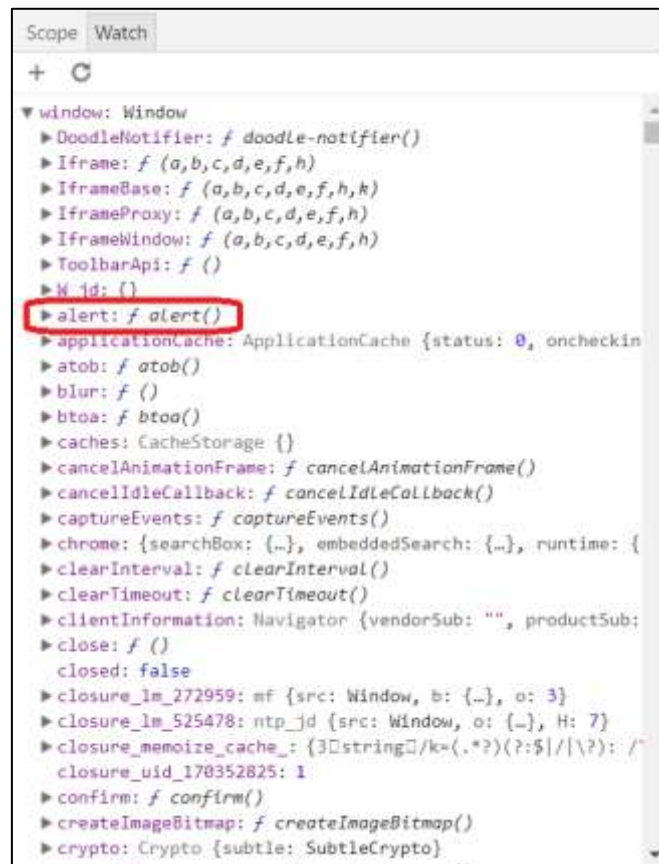 Scope Watch
+
▼ window: Window
▶ DoodleNotifier: ƒ doodle-notifier()
▶ Iframe: ƒ (a,b,c,d,e,f,h)
▶ IframeBase: ƒ (a,b,c,d,e,f,h,k)
▶ IframeProxy: ƒ (a,b,c,d,e,f,h)
▶ IframeWindow: ƒ (a,b,c,d,e,f,h)
▶ ToolbarApi: ƒ ()
▶ W_jd: {}
▶ alert: ƒ alert()
▶ applicationCache: ApplicationCache {status: 0, oncheckin
▶ atob: ƒ atob()
▶ blur: ƒ ()
▶ btoa: ƒ btoa()
▶ caches: CacheStorage {}
▶ cancelAnimationFrame: ƒ cancelAnimationFrame()
▶ cancelIdleCallback: ƒ cancelIdleCallback()
▶ captureEvents: ƒ captureEvents()
▶ chrome: {searchBox: {…}, embeddedSearch: {…}, runtime: {
▶ clearInterval: ƒ clearInterval()
▶ clearTimeout: ƒ clearTimeout()
▶ clientInformation: Navigator {vendorSub: "", productSub:
▶ close: ƒ ()
closed: false
▶ closure_lm_272959: mf {src: Window, b: {…}, o: 3}
▶ closure_lm_525478: ntp_jd {src: Window, o: {…}, H: 7}
▶ closure_memoize_cache_: {3□string□/k=(.*?)(?:$|/|\?): /^
closure_uid_170352825: 1
▶ confirm: ƒ confirm()
▶ createImageBitmap: ƒ createImageBitmap()
▶ crypto: Crypto {subtle: SubtleCrypto}